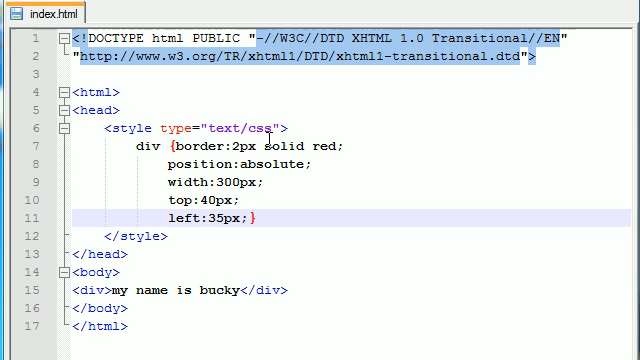 index.html
1 <!DOCTYPE html PUBLIC "-//W3C//DTD XHTML 1.0 Transitional//EN"
2 "http://www.w3.org/TR/xhtml1/DTD/xhtml1-transitional.dtd">
3
4 <html>
5 <head>
6 <style type="text/css">
7 div {border:2px solid red;
8 position:absolute;
9 width:300px;
10 top:40px;
11 left:35px;}
12 </style>
13 </head>
14 <body>
15 <div>my name is bucky</div>
16 </body>
17 </html>